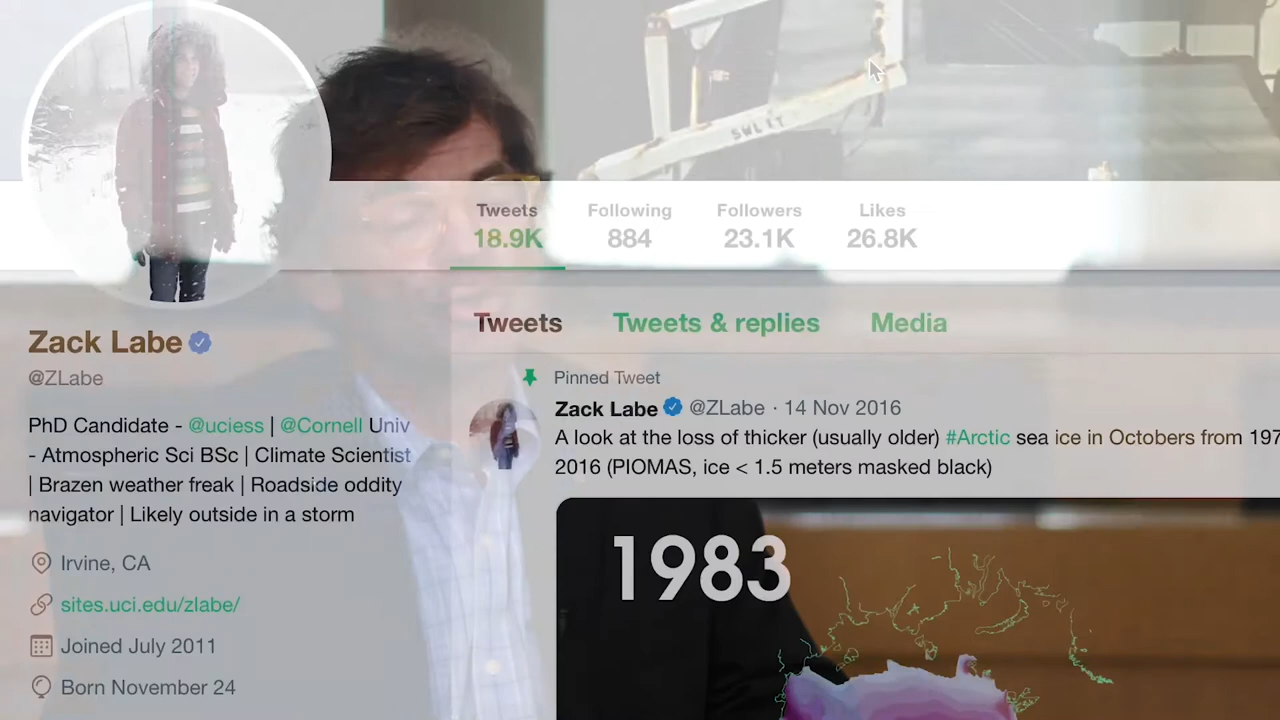 SWLIT
Tweets Following Followers Likes
18.9K 884 23.1K 26.8K
Zack Labe
@ZLabe
PhD Candidate - @uciess | @Cornell Univ
- Atmospheric Sci BSc | Climate Scientist
| Brazen weather freak | Roadside oddity
navigator | Likely outside in a storm
Irvine, CA
sites.uci.edu/zlabe/
Joined July 2011
Born November 24
Tweets Tweets & replies Media
Pinned Tweet
Zack Labe @ZLabe · 14 Nov 2016
A look at the loss of thicker (usually older) #Arctic sea ice in Octobers from 197
2016 (PIOMAS, ice < 1.5 meters masked black)
1983